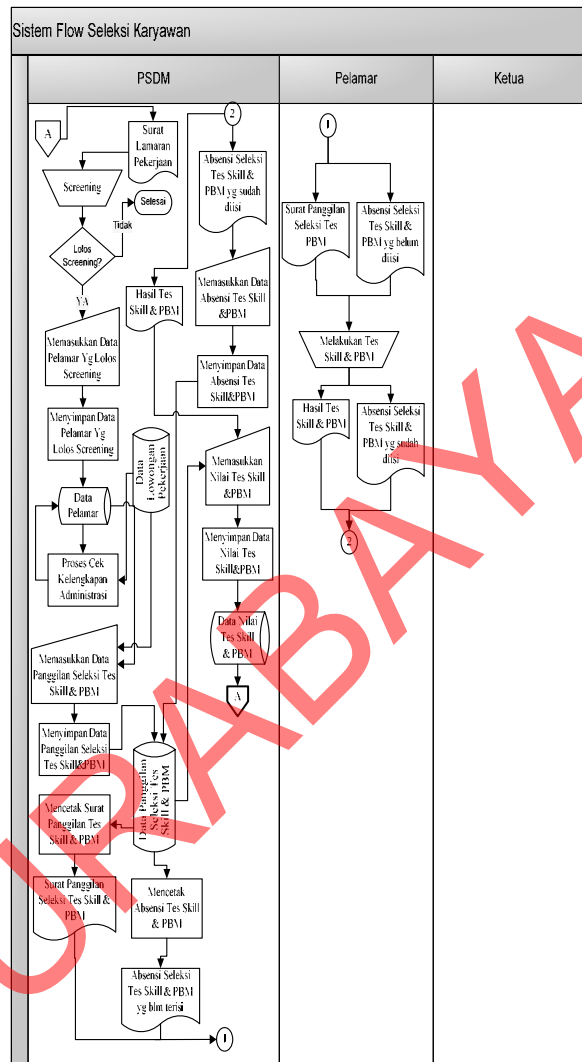 Sistem Flow Seleksi Karyawan
PSDM
Pelamar
Ketua
A
Surat
Lamaran
Pekerjaan
Screening
Selesai
Tidak
Lolos
Screening?
YA
Memasukkan Data
Pelamar Yg Lolos
Screening
Menyimpan Data
Pelamar Yg
Lolos Screening
Data
Pelamar
Proses Cek
Kelengkapan
Administrasi
Data
Lowongan
Pekerjaan
Memasukkan Data
Panggilan Seleksi Tes
Skill & PBM
Menyimpan Data
Panggilan Seleksi
Tes Skill&PBM
Data Panggilan
Seleksi Tes
Skill & PBM
Mencetak Surat
Panggilan Tes
Skill & PBM
Surat Panggilan
Seleksi Tes Skill &
PBM
Mencetak
Absensi Tes Skill
& PBM
Absensi Seleksi
Tes Skill & PBM
yg blm terisi
1
2
Absensi Seleksi
Tes Skill &
PBM yg sudah
diisi
Hasil Tes
Skill & PBM
Memasukkan Data
Absensi Tes Skill
&PBM
Menyimpan Data
Absensi Tes
Skill&PBM
Memasukkan
Nilai Tes Skill
&PBM
Menyimpan Data
Nilai Tes
Skill&PBM
Data Nilai
Tes Skill
& PBM
A
1
Surat Panggilan
Seleksi Tes
PBM
Absensi Seleksi
Tes Skill &
PBM yg belum
diisi
Melakukan Tes
Skill & PBM
Hasil Tes
Skill & PBM
Absensi Seleksi
Tes Skill &
PBM yg sudah
diisi
2
URABAYA